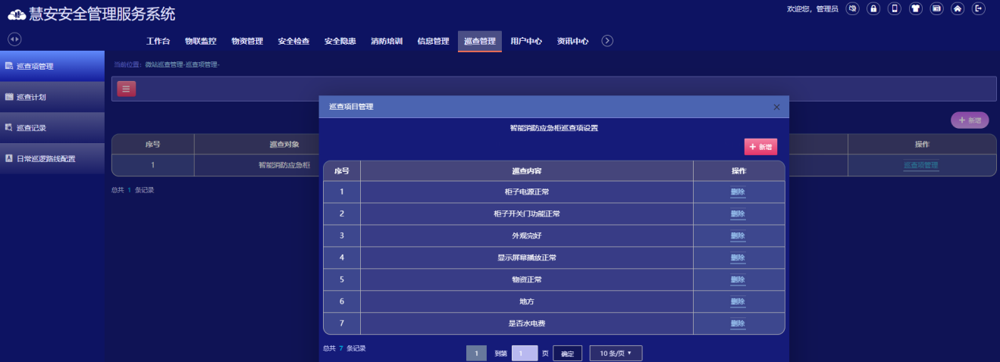 慧安安全管理服务系统
欢迎您，管理员
工作台 物联监控 物资管理 安全检查 安全隐患 消防培训 信息管理 巡查管理 用户中心 资讯中心
巡查项管理
巡查计划
巡查记录
日常巡逻路线配置
当前位置：微站巡查管理-巡查项管理-
+ 新增
序号 巡查对象 操作
1 智能消防应急柜 巡查项管理
总共 1 条记录
巡查项目管理 ×
智能消防应急柜巡查项设置
+ 新增
序号 巡查内容 操作
1 柜子电源正常 删除
2 柜子开关门功能正常 删除
3 外观完好 删除
4 显示屏幕播放正常 删除
5 物资正常 删除
6 地方 删除
7 是否水电费 删除
总共 7 条记录
1 到第 1 页 确定 10 条/页